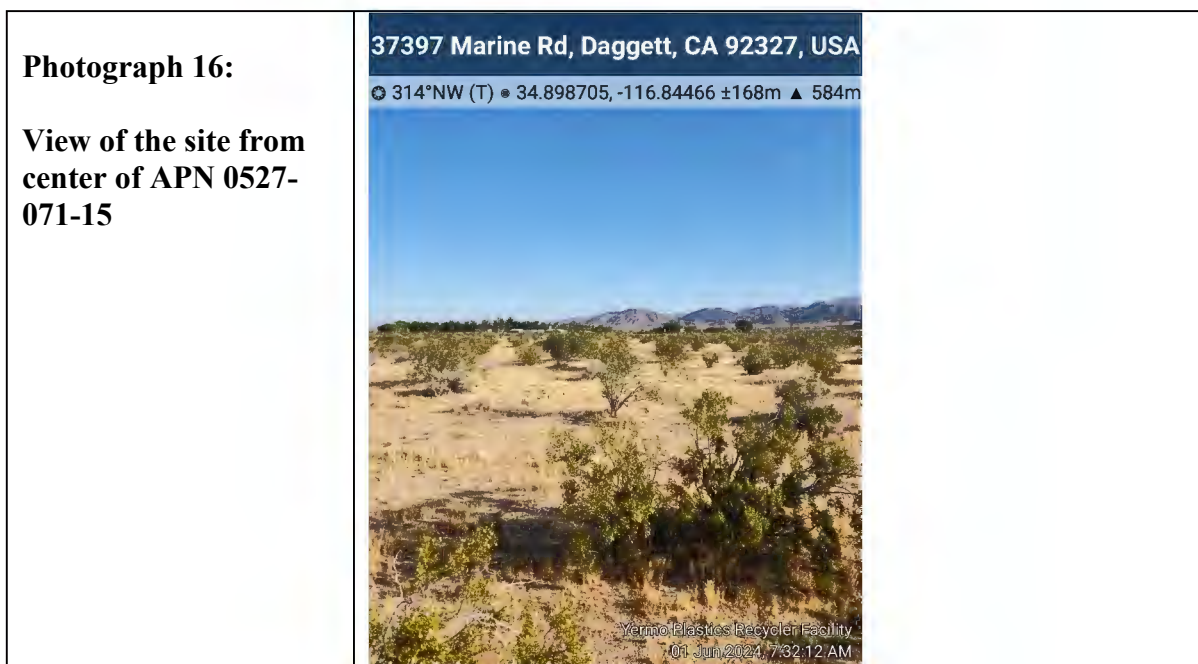 Photograph 16:
View of the site from
center of APN 0527-
071-15
37397 Marine Rd, Daggett, CA 92327, USA
314°NW (T) ● 34.898705, -116.84466 ±168m ▲ 584m
Yermo Plastics Recycler Facility
01 Jun 2024, 7:32:12 AM